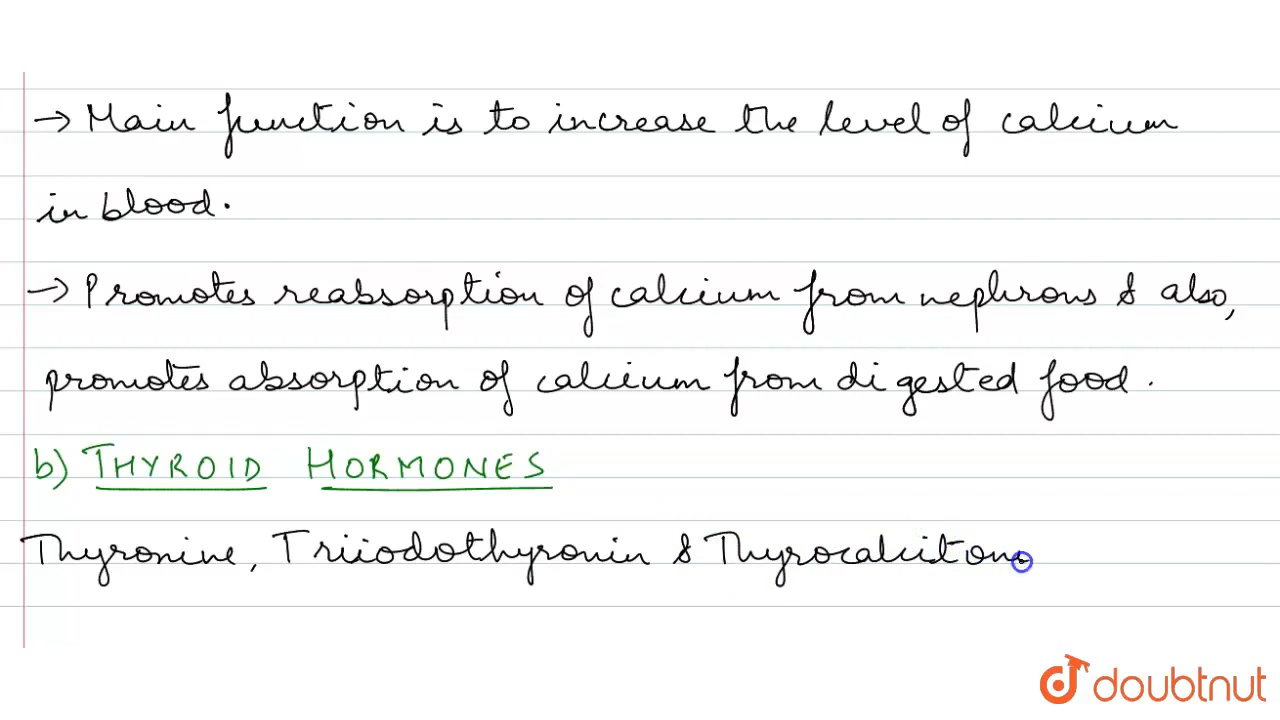 → Main function is to increase the level of calcium
in blood.
→ Promotes reabsorption of calcium from nephrons & also,
promotes absorption of calcium from digested food.
b) THYROID HORMONES
Thyronine, Triiodothyronin & Thyrocalcitonn
doubtnut